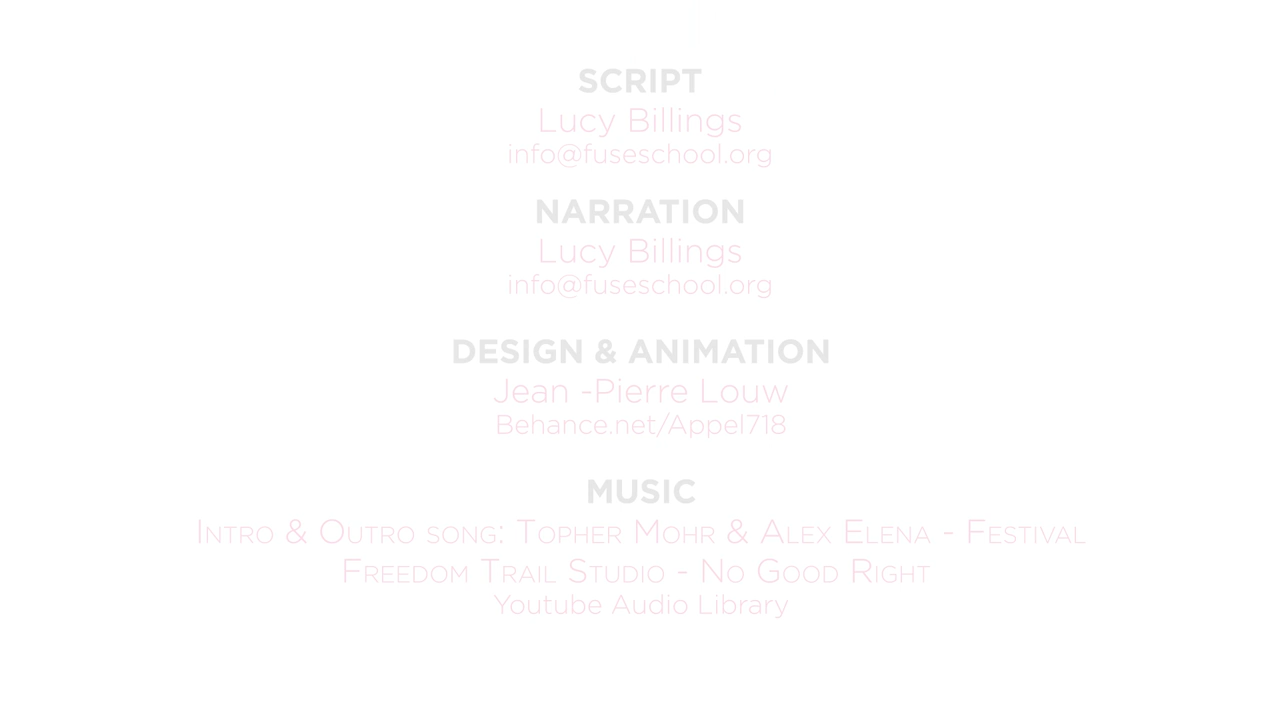 SCRIPT
Lucy Billings
info@fuseschool.org
NARRATION
Lucy Billings
info@fuseschool.org
DESIGN & ANIMATION
Jean -Pierre Louw
Behance.net/Appel718
MUSIC
Intro & Outro song: Topher Mohr & Alex Elena - Festival
Freedom Trail Studio - No Good Right
Youtube Audio Library